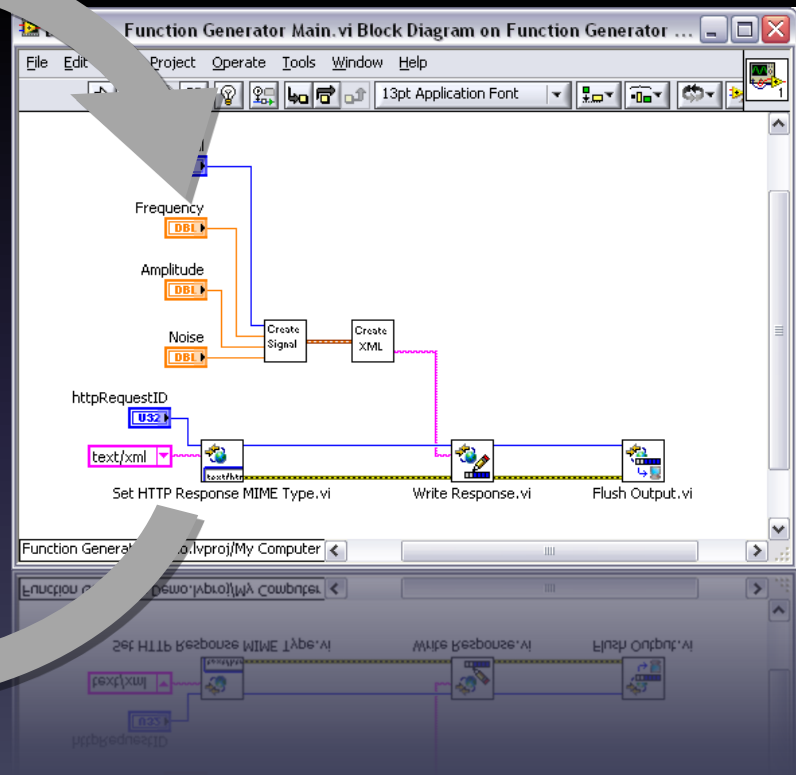 Function Generator Main.vi Block Diagram on Function Generator ...
File Edit Project Operate Tools Window Help
13pt Application Font
1
Frequency
DBL
Amplitude
DBL
Noise
DBL
Create
Signal
Create
XML
httpRequestID
U32
text/xml
Set HTTP Response MIME Type.vi
Write Response.vi
Flush Output.vi
.lvproj/My Computer